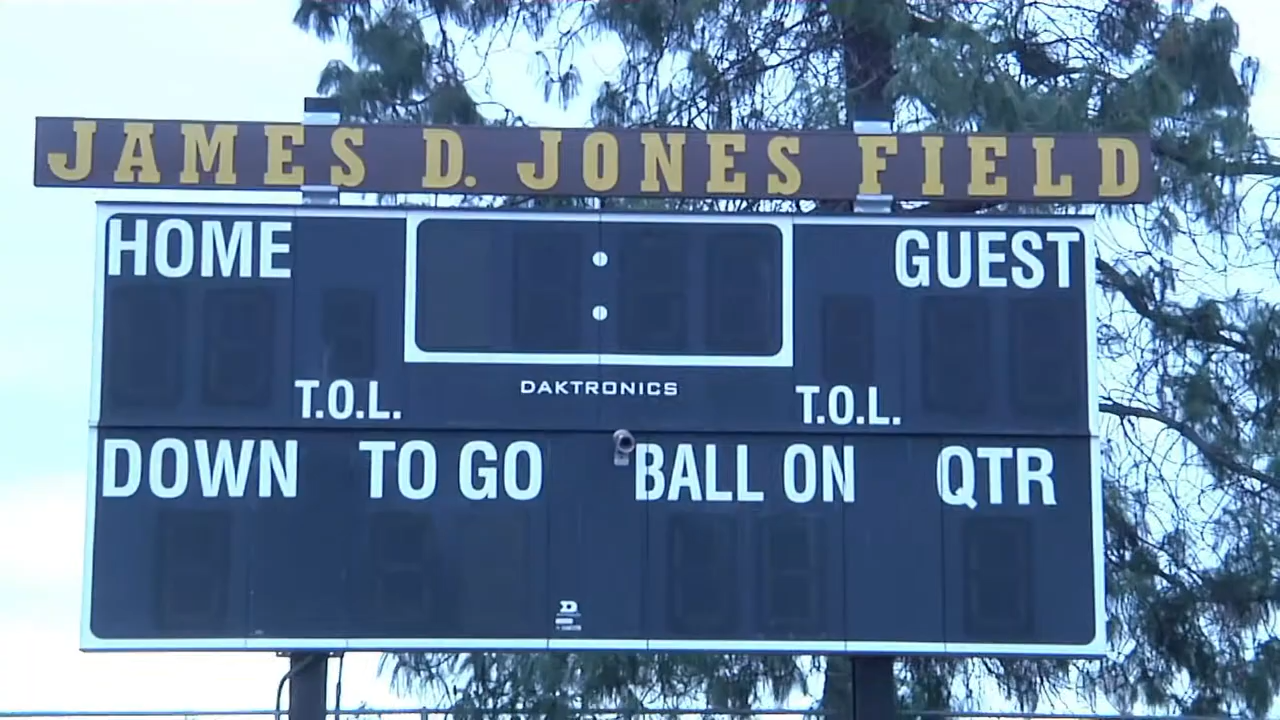 JAMES D. JONES FIELD
HOME
GUEST
T.O.L.
DAKTRONICS
T.O.L.
DOWN TO GO BALL ON QTR